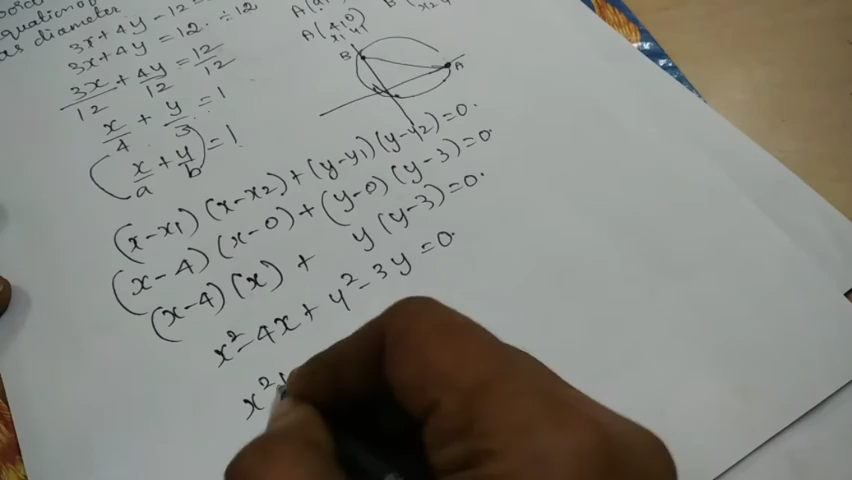 equation of
as diameter
3x+4y-12=
3x+4y=12. ÷12
3x/12 + 4y/12 = 12/12
x/4 + y/3 = 1
(x/a + y/b) = 1
A(4,0)
x1 y1
B
A
(x-x1)(x-x2)+(y-y1)(y-y2)=0.
(x-4)(x-0)+(y-0)(y-3)=0.
(x-4)(x)+ y(y-3)=0.
x²-4x+y²-3y=0.
x²